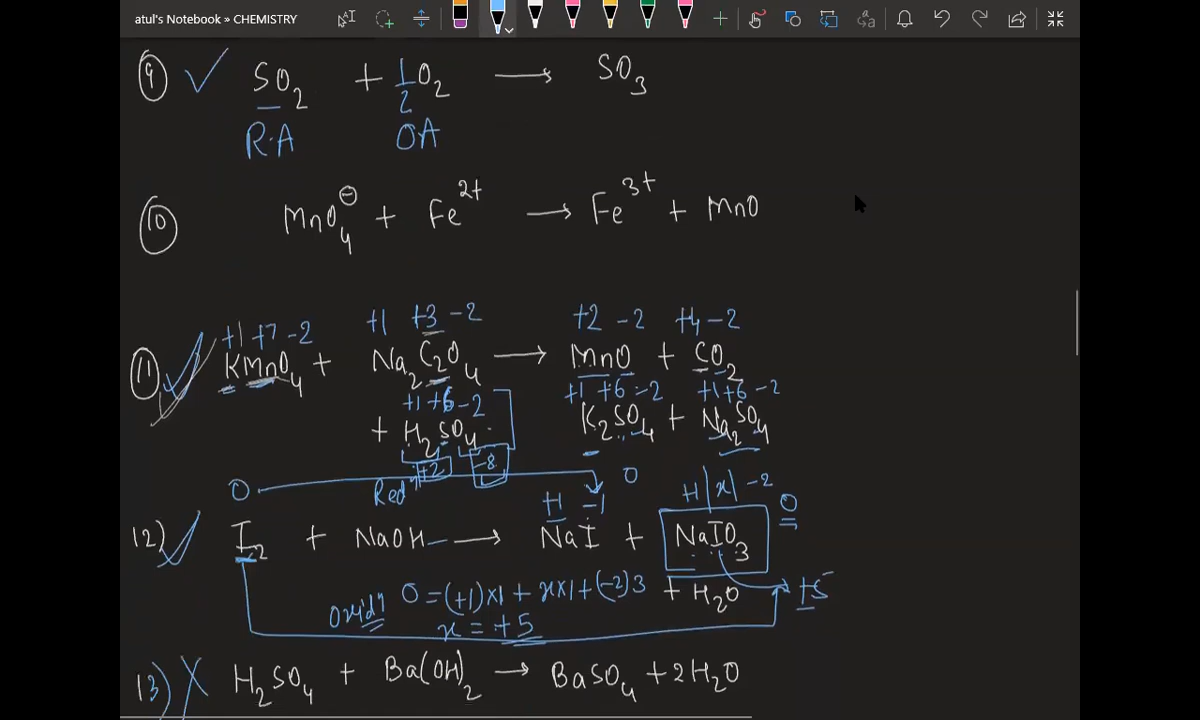 atul's Notebook » CHEMISTRY
9 ✓ SO₂ + 1/2 O₂ → SO₃
R.A OA
10 MnO₄⊖ + Fe²⁺ → Fe³⁺ + MnO
+1 +7 -2 +1 +3 -2 +2 -2 +4 -2
11 KMnO₄ + Na₂C₂O₄ → MnO + CO₂
+1 +6 -2 +1 +6 -2 +1 +6 -2
+ H₂SO₄ K₂SO₄ + Na₂SO₄
+2 -8
0 Redⁿ +1 -1 0 +1 x -2 0
12) ✓ I₂ + NaOH → NaI + NaIO₃
Oxidⁿ 0 = (+1)×1 + x×1 + (-2)3 + H₂O +5
x = +5
13) X H₂SO₄ + Ba(OH)₂ → BaSO₄ + 2H₂O